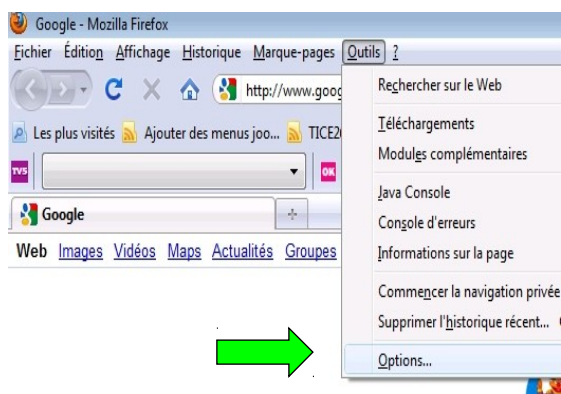 Google - Mozilla Firefox
Fichier Édition Affichage Historique Marque-pages Outils ?
http://www.goog
Les plus visités Ajouter des menus joo... TICE2
TV5 OK
Google
Web Images Vidéos Maps Actualités Groupes
Rechercher sur le Web
Téléchargements
Modules complémentaires
Java Console
Console d'erreurs
Informations sur la page
Commencer la navigation privée
Supprimer l'historique récent...
Options...